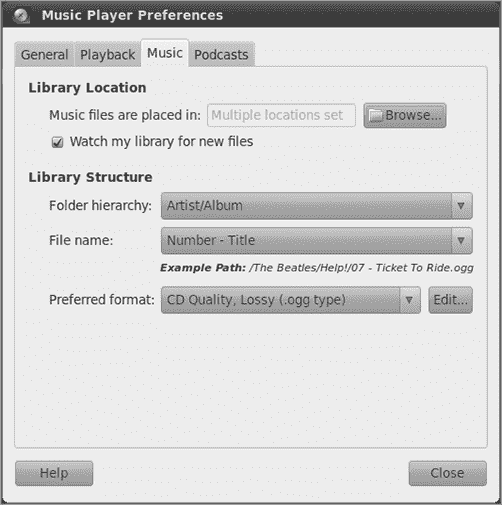 Music Player Preferences
General Playback Music Podcasts
Library Location
Music files are placed in: Multiple locations set Browse...
Watch my library for new files
Library Structure
Folder hierarchy: Artist/Album
File name: Number - Title
Example Path: /The Beatles/Help!/07 - Ticket To Ride.ogg
Preferred format: CD Quality, Lossy (.ogg type) Edit...
Help Close